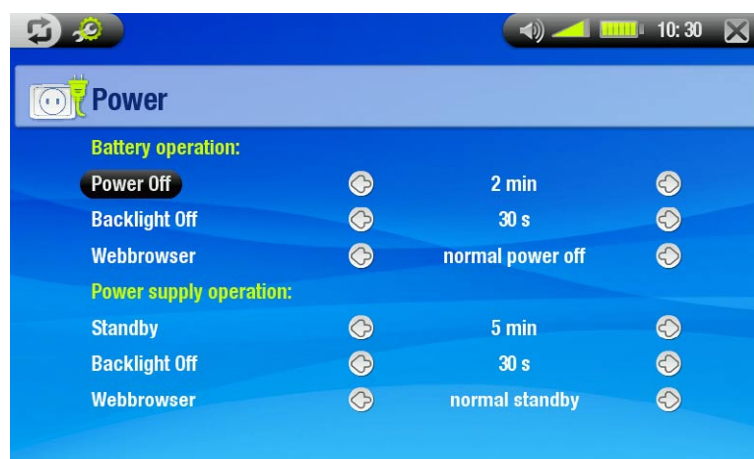 10:30
Power
Battery operation:
Power Off 2 min
Backlight Off 30 s
Webbrowser normal power off
Power supply operation:
Standby 5 min
Backlight Off 30 s
Webbrowser normal standby